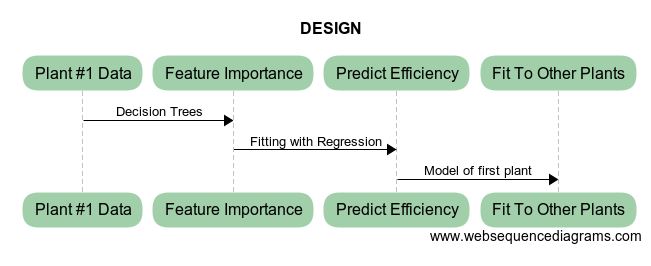 DESIGN
Plant #1 Data Feature Importance Predict Efficiency Fit To Other Plants
Decision Trees
Fitting with Regression
Model of first plant
Plant #1 Data Feature Importance Predict Efficiency Fit To Other Plants
www.websequencediagrams.com